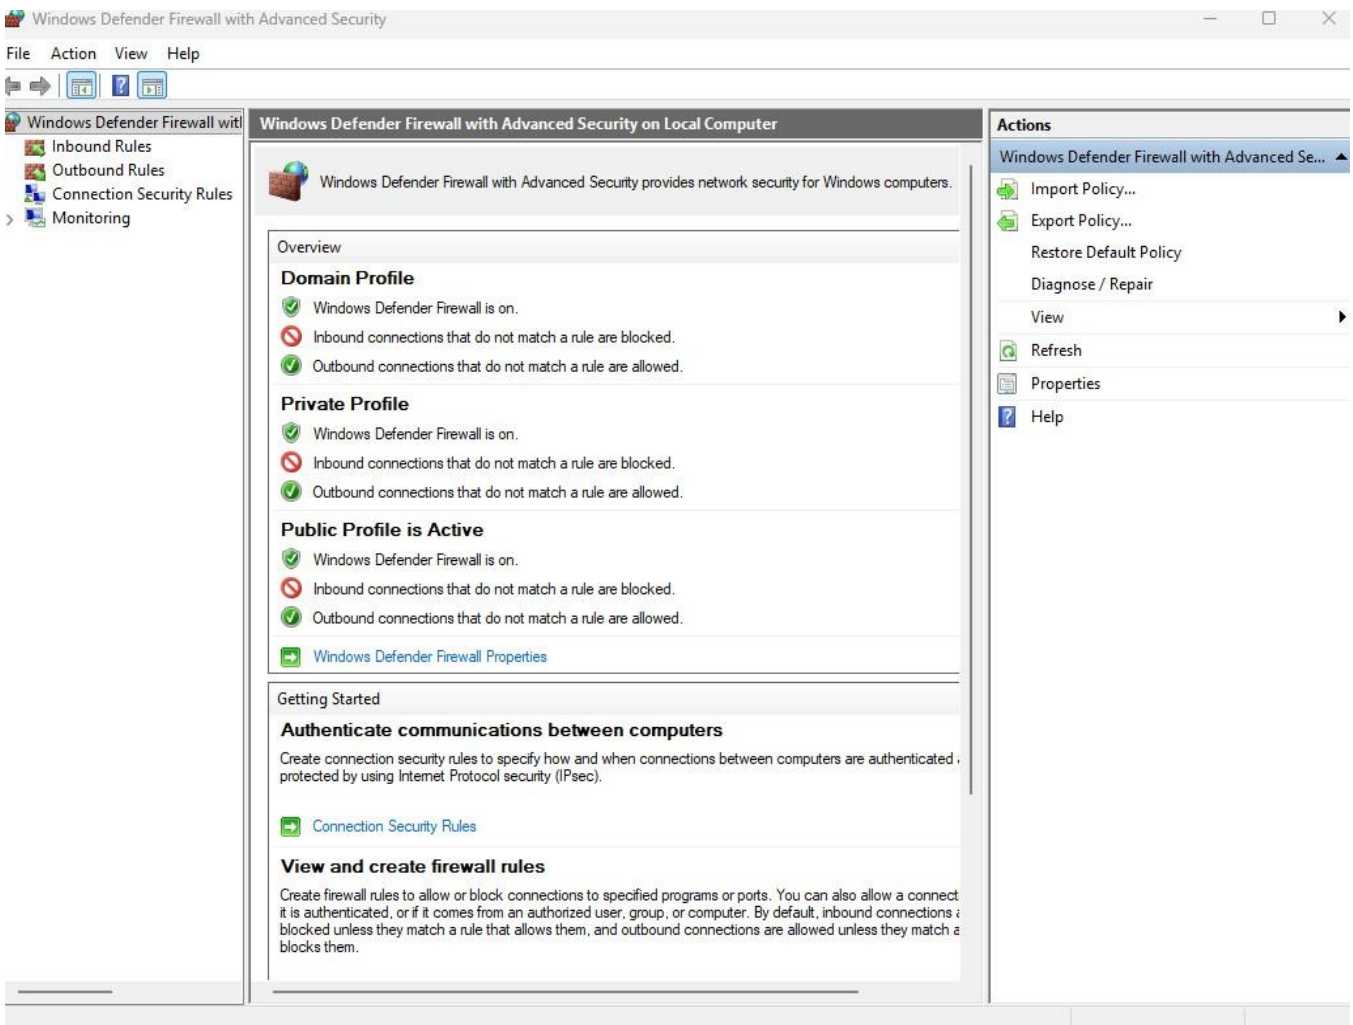 Windows Defender Firewall with Advanced Security
File Action View Help
Windows Defender Firewall with
Inbound Rules
Outbound Rules
Connection Security Rules
Monitoring
Windows Defender Firewall with Advanced Security on Local Computer
Windows Defender Firewall with Advanced Security provides network security for Windows computers.
Overview
Domain Profile
Windows Defender Firewall is on.
Inbound connections that do not match a rule are blocked.
Outbound connections that do not match a rule are allowed.
Private Profile
Windows Defender Firewall is on.
Inbound connections that do not match a rule are blocked.
Outbound connections that do not match a rule are allowed.
Public Profile is Active
Windows Defender Firewall is on.
Inbound connections that do not match a rule are blocked.
Outbound connections that do not match a rule are allowed.
Windows Defender Firewall Properties
Getting Started
Authenticate communications between computers
Create connection security rules to specify how and when connections between computers are authenticated
protected by using Internet Protocol security (IPsec).
Connection Security Rules
View and create firewall rules
Create firewall rules to allow or block connections to specified programs or ports. You can also allow a connect
it is authenticated, or if it comes from an authorized user, group, or computer. By default, inbound connections
blocked unless they match a rule that allows them, and outbound connections are allowed unless they match a
blocks them.
Actions
Windows Defender Firewall with Advanced Se...
Import Policy...
Export Policy...
Restore Default Policy
Diagnose / Repair
View
Refresh
Properties
Help